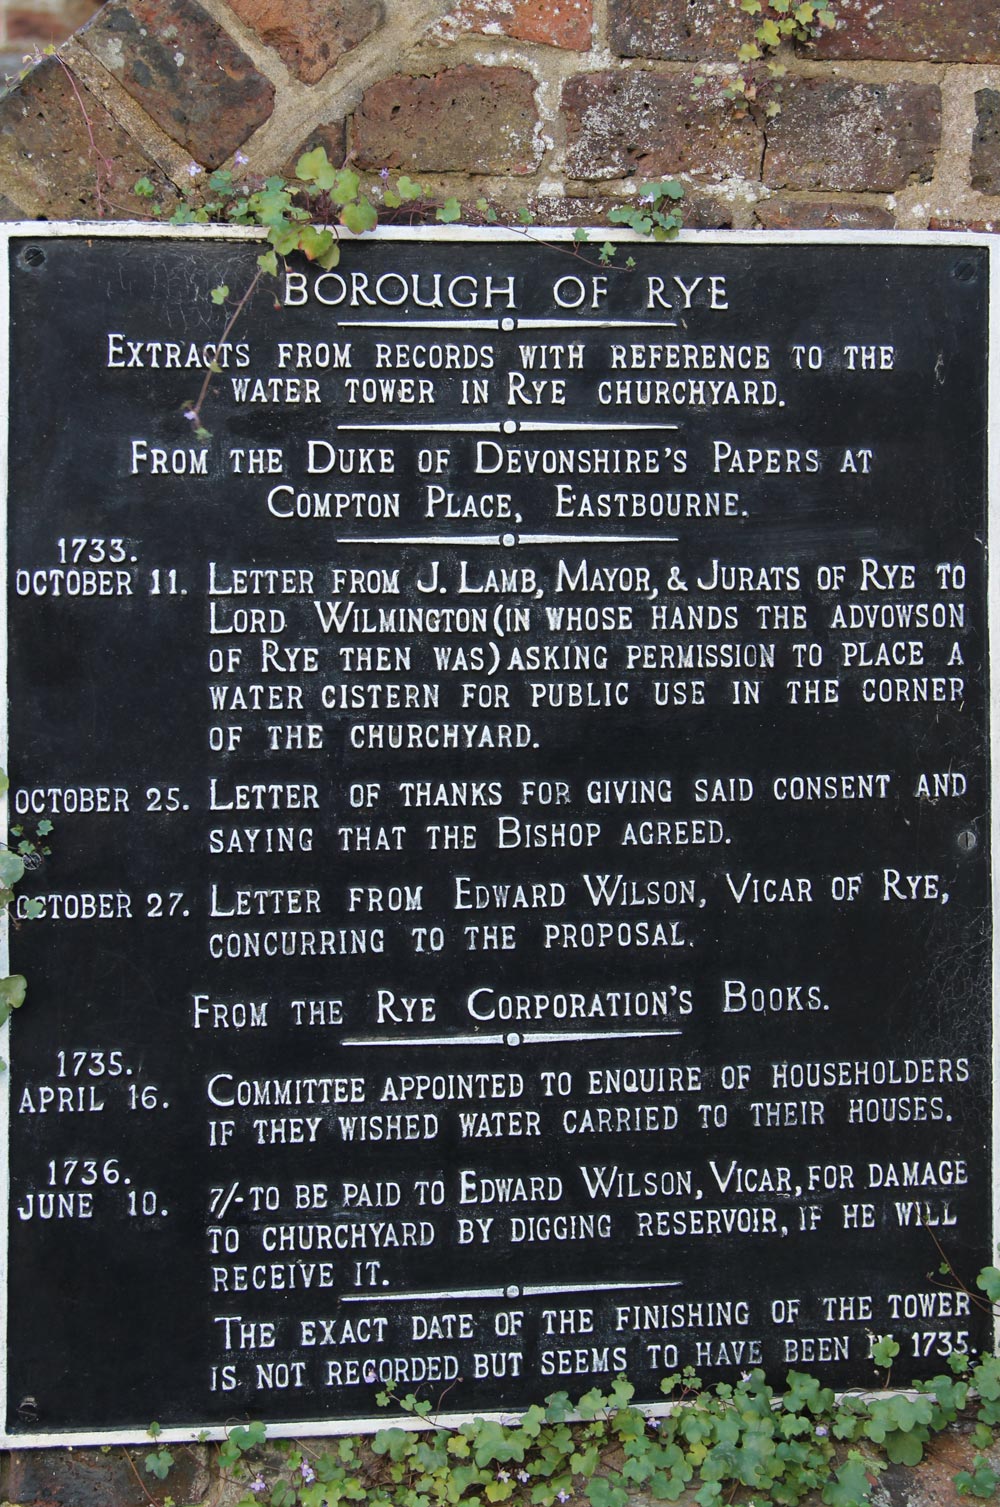 BOROUGH OF RYE
EXTRACTS FROM RECORDS WITH REFERENCE TO THE
WATER TOWER IN RYE CHURCHYARD.
FROM THE DUKE OF DEVONSHIRE'S PAPERS AT
COMPTON PLACE, EASTBOURNE.
1733.
OCTOBER 11. LETTER FROM J. LAMB, MAYOR, & JURATS OF RYE TO
LORD WILMINGTON (IN WHOSE HANDS THE ADVOWSON
OF RYE THEN WAS) ASKING PERMISSION TO PLACE A
WATER CISTERN FOR PUBLIC USE IN THE CORNER
OF THE CHURCHYARD.
OCTOBER 25. LETTER OF THANKS FOR GIVING SAID CONSENT AND
SAYING THAT THE BISHOP AGREED.
OCTOBER 27. LETTER FROM EDWARD WILSON, VICAR OF RYE,
CONCURRING TO THE PROPOSAL.
FROM THE RYE CORPORATION'S BOOKS.
1735.
APRIL 16. COMMITTEE APPOINTED TO ENQUIRE OF HOUSEHOLDERS
IF THEY WISHED WATER CARRIED TO THEIR HOUSES.
1736.
JUNE 10. 7/- TO BE PAID TO EDWARD WILSON, VICAR, FOR DAMAGE
TO CHURCHYARD BY DIGGING RESERVOIR, IF HE WILL
RECEIVE IT.
THE EXACT DATE OF THE FINISHING OF THE TOWER
IS NOT RECORDED BUT SEEMS TO HAVE BEEN IN 1735.